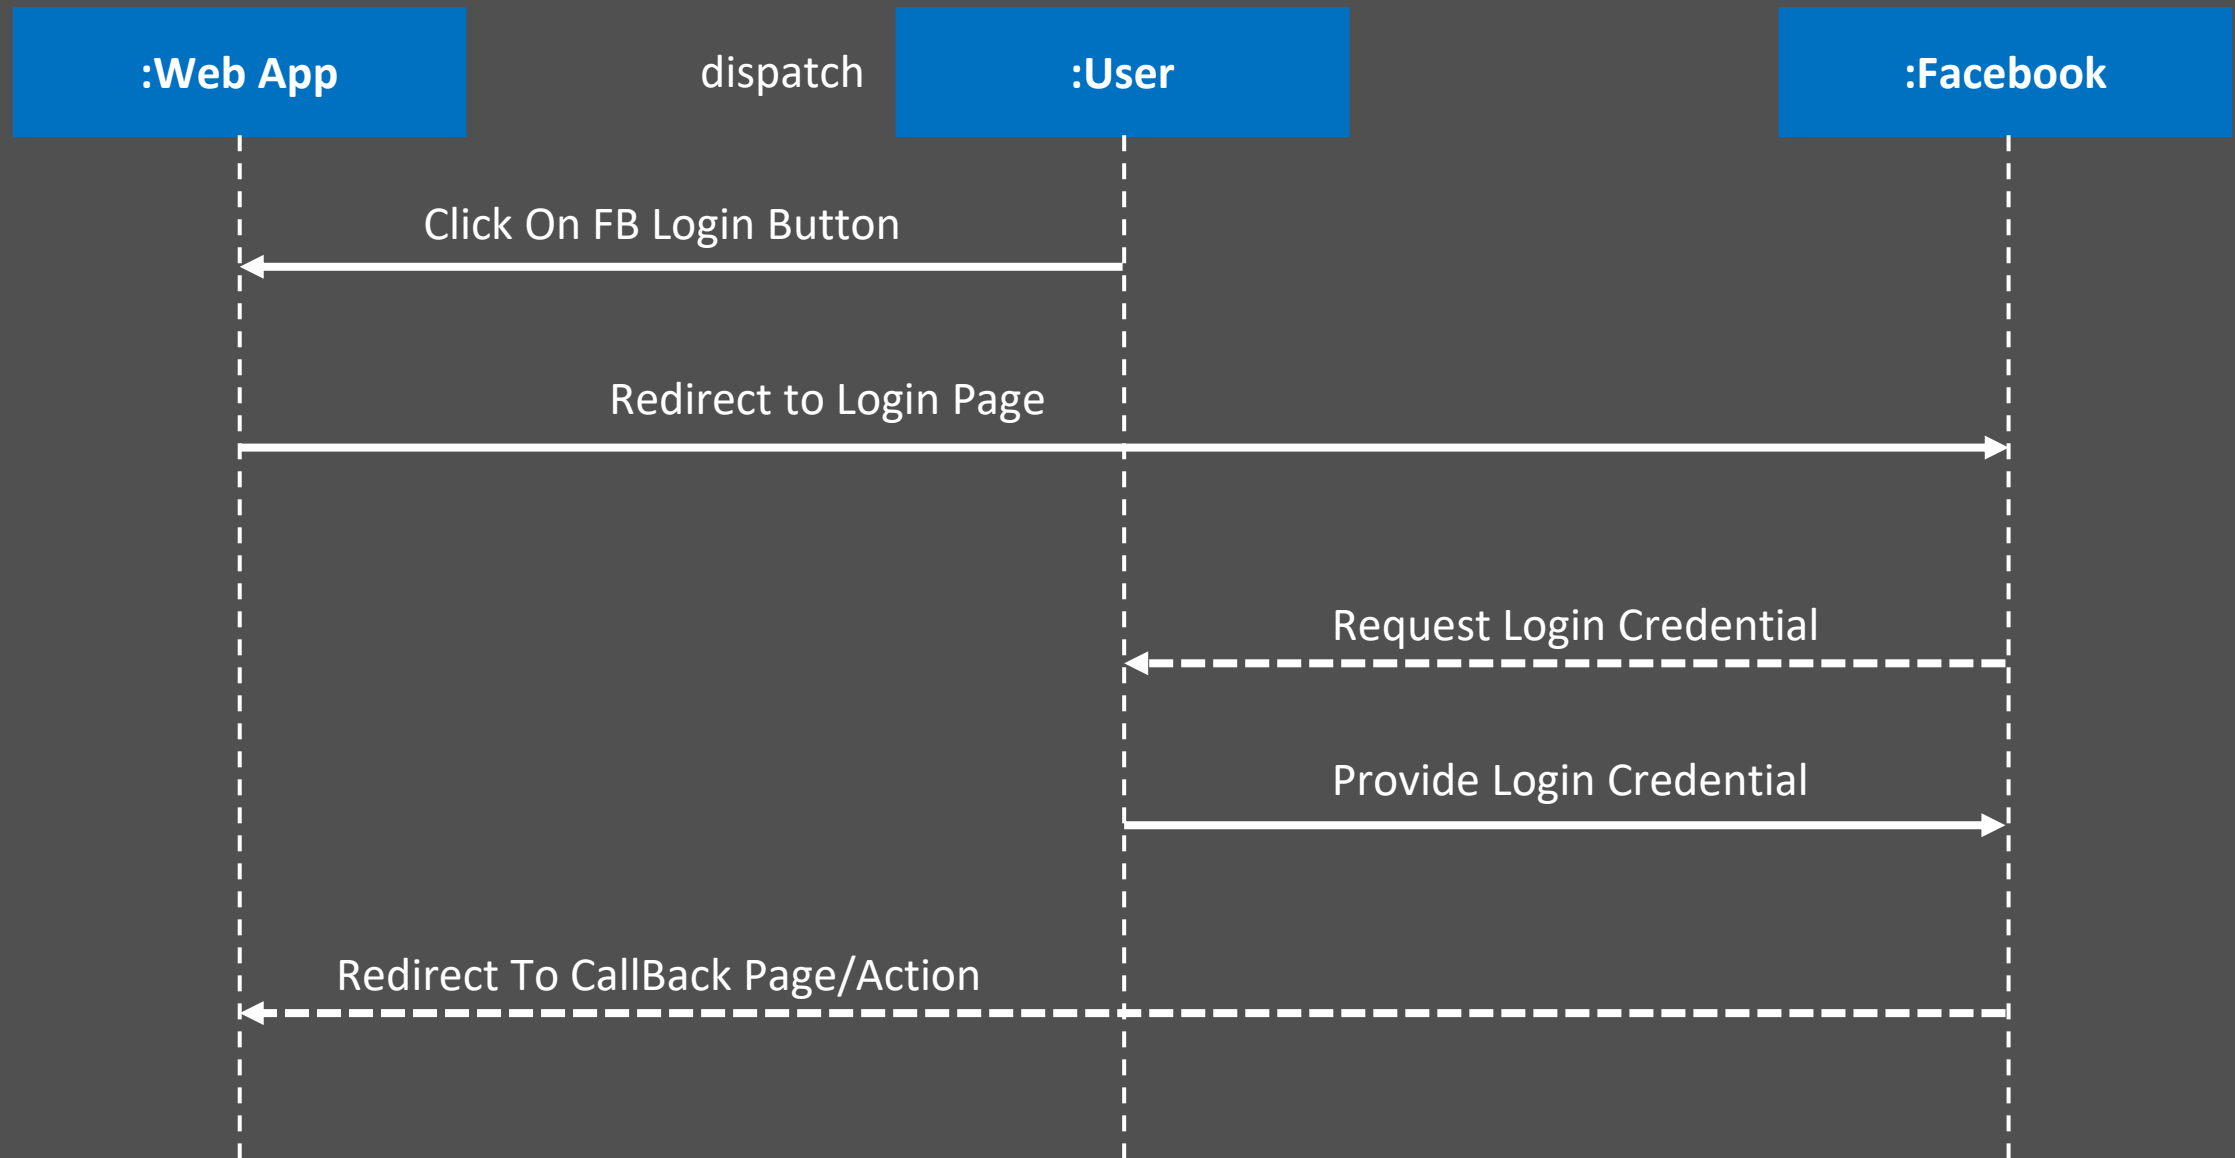 :Web App
dispatch
:User
:Facebook
Click On FB Login Button
Redirect to Login Page
Request Login Credential
Provide Login Credential
Redirect To CallBack Page/Action